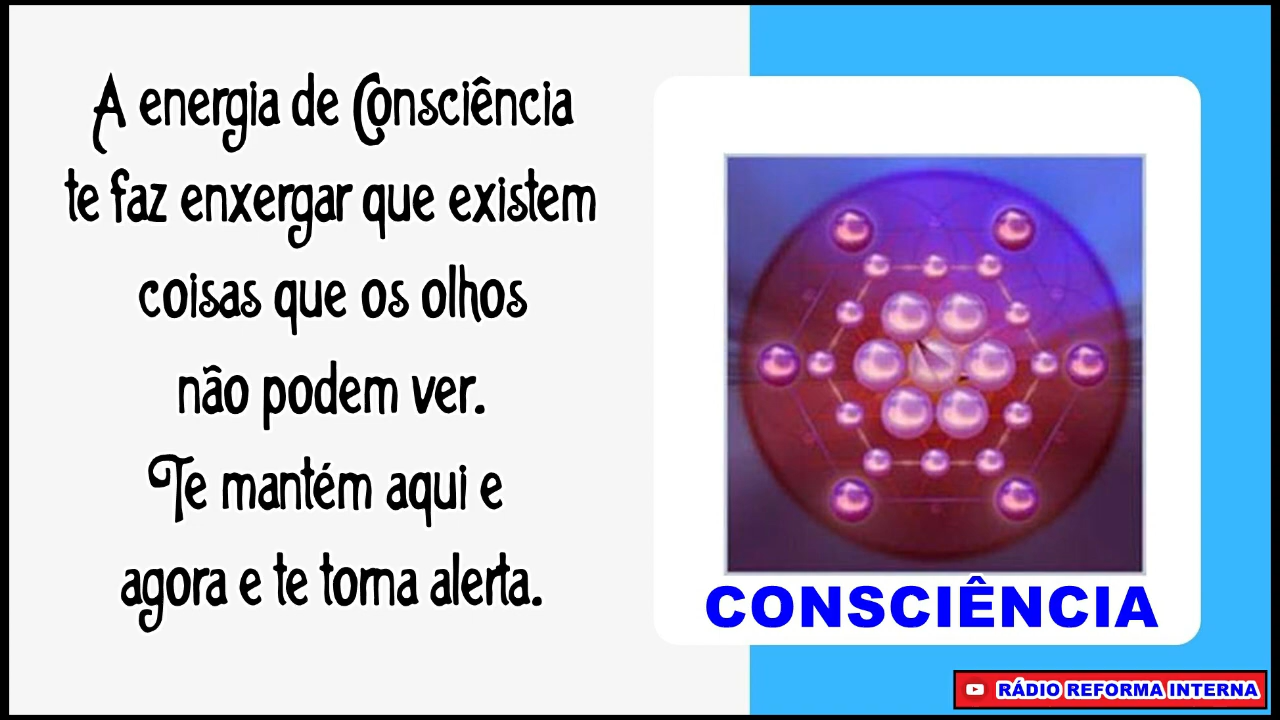 A energia de Consciência
te faz enxergar que existem
coisas que os olhos
não podem ver.
Te mantém aqui e
agora e te torna alerta.
CONSCIÊNCIA
RÁDIO REFORMA INTERNA